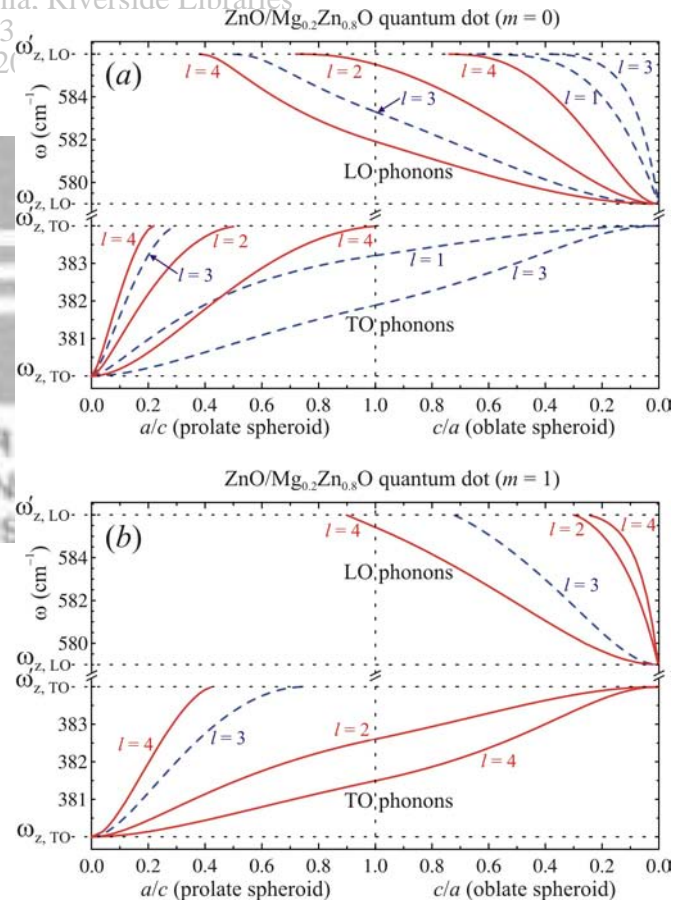 Riverside Libraries
ZnO/Mg₀.₂Zn₀.₈O quantum dot (m = 0)
ω′z, LO
(a)
l = 4
l = 2
l = 4
l = 3
584
l = 3
l = 1
ω (cm⁻¹)
582
LO phonons
580
ωz, LO
ω′z, TO
l = 4
l = 2
l = 4
383
l = 3
l = 1
l = 3
382
TO phonons
381
ωz, TO
0.0 0.2 0.4 0.6 0.8 1.0 0.8 0.6 0.4 0.2 0.0
a/c (prolate spheroid) c/a (oblate spheroid)
ZnO/Mg₀.₂Zn₀.₈O quantum dot (m = 1)
ω′z, LO
(b)
l = 4
l = 2
l = 4
584
LO phonons
l = 3
ω (cm⁻¹)
582
580
ωz, LO
ω′z, TO
383
l = 4
l = 3
l = 2
382
l = 4
381
TO phonons
ωz, TO
0.0 0.2 0.4 0.6 0.8 1.0 0.8 0.6 0.4 0.2 0.0
a/c (prolate spheroid) c/a (oblate spheroid)